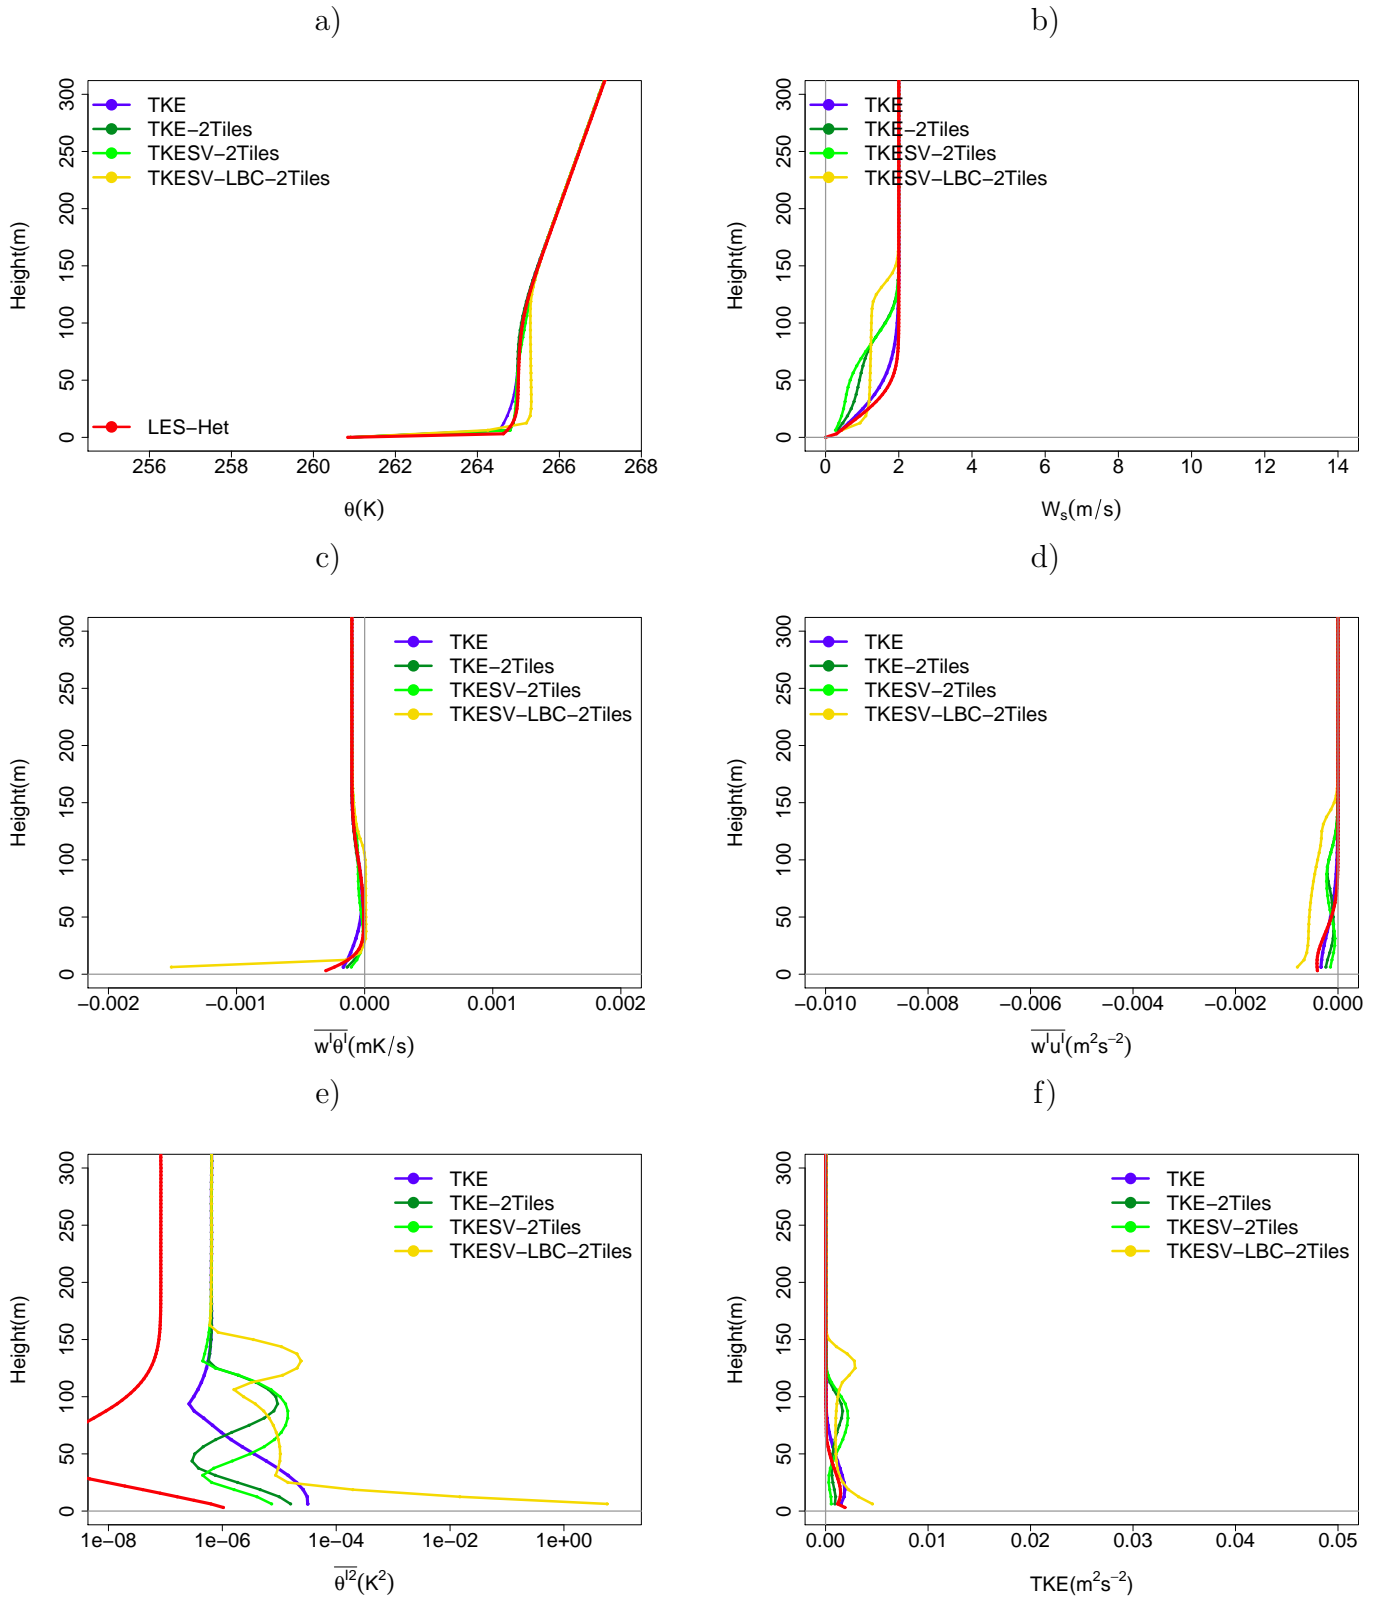 a)
300
250
200
150
100
50
0
Height(m)
TKE
TKE−2Tiles
TKESV−2Tiles
TKESV−LBC−2Tiles
LES−Het
256 258 260 262 264 266 268
θ(K)
b)
300
250
200
150
100
50
0
Height(m)
TKE
TKE−2Tiles
TKESV−2Tiles
TKESV−LBC−2Tiles
0 2 4 6 8 10 12 14
Wₛ(m/s)
c)
300
250
200
150
100
50
0
Height(m)
TKE
TKE−2Tiles
TKESV−2Tiles
TKESV−LBC−2Tiles
−0.002 −0.001 0.000 0.001 0.002
w'θ'(mK/s)
d)
300
250
200
150
100
50
0
Height(m)
TKE
TKE−2Tiles
TKESV−2Tiles
TKESV−LBC−2Tiles
−0.010 −0.008 −0.006 −0.004 −0.002 0.000
w'u'(m²s⁻²)
e)
300
250
200
150
100
50
0
Height(m)
TKE
TKE−2Tiles
TKESV−2Tiles
TKESV−LBC−2Tiles
1e−08 1e−06 1e−04 1e−02 1e+00
θ'²(K²)
f)
300
250
200
150
100
50
0
Height(m)
TKE
TKE−2Tiles
TKESV−2Tiles
TKESV−LBC−2Tiles
0.00 0.01 0.02 0.03 0.04 0.05
TKE(m²s⁻²)